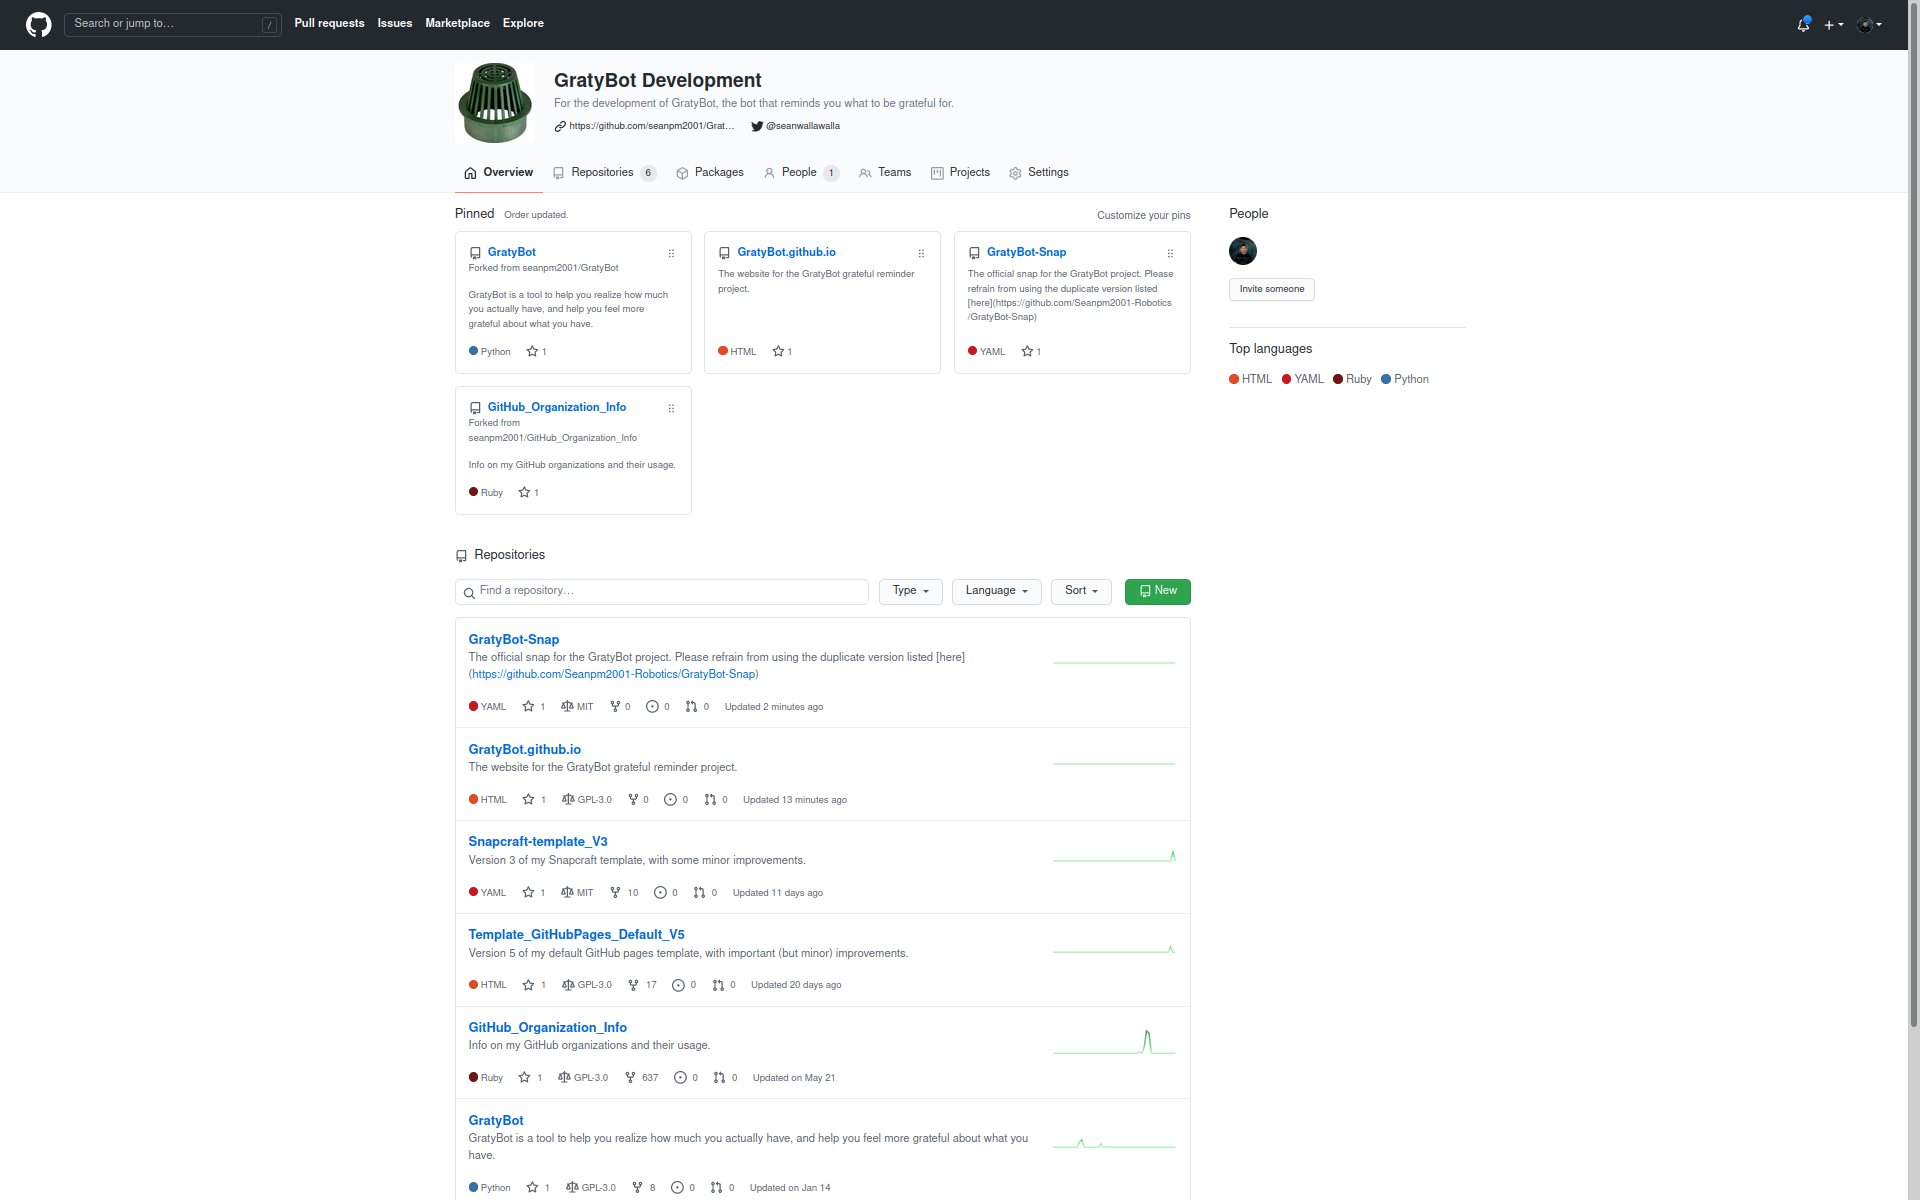 Search or jump to...
/
Pull requests
Issues
Marketplace
Explore
GratyBot Development
For the development of GratyBot, the bot that reminds you what to be grateful for.
https://github.com/seanpm2001/Grat...
@seanwallawalla
Overview
Repositories 6
Packages
People 1
Teams
Projects
Settings
Pinned
Order updated.
Customize your pins
GratyBot
Forked from seanpm2001/GratyBot
GratyBot is a tool to help you realize how much
you actually have, and help you feel more
grateful about what you have.
Python 1
GratyBot.github.io
The website for the GratyBot grateful reminder
project.
HTML 1
GratyBot-Snap
The official snap for the GratyBot project. Please
refrain from using the duplicate version listed
[here](https://github.com/Seanpm2001-Robotics
/GratyBot-Snap)
YAML 1
GitHub_Organization_Info
Forked from
seanpm2001/GitHub_Organization_Info
Info on my GitHub organizations and their usage.
Ruby 1
People
Invite someone
Top languages
HTML YAML Ruby Python
Repositories
Find a repository...
Type
Language
Sort
New
GratyBot-Snap
The official snap for the GratyBot project. Please refrain from using the duplicate version listed [here]
(https://github.com/Seanpm2001-Robotics/GratyBot-Snap)
YAML 1 MIT 0 0 0 Updated 2 minutes ago
GratyBot.github.io
The website for the GratyBot grateful reminder project.
HTML 1 GPL-3.0 0 0 0 Updated 13 minutes ago
Snapcraft-template_V3
Version 3 of my Snapcraft template, with some minor improvements.
YAML 1 MIT 10 0 0 Updated 11 days ago
Template_GitHubPages_Default_V5
Version 5 of my default GitHub pages template, with important (but minor) improvements.
HTML 1 GPL-3.0 17 0 0 Updated 20 days ago
GitHub_Organization_Info
Info on my GitHub organizations and their usage.
Ruby 1 GPL-3.0 637 0 0 Updated on May 21
GratyBot
GratyBot is a tool to help you realize how much you actually have, and help you feel more grateful about what you
have.
Python 1 GPL-3.0 8 0 0 Updated on Jan 14